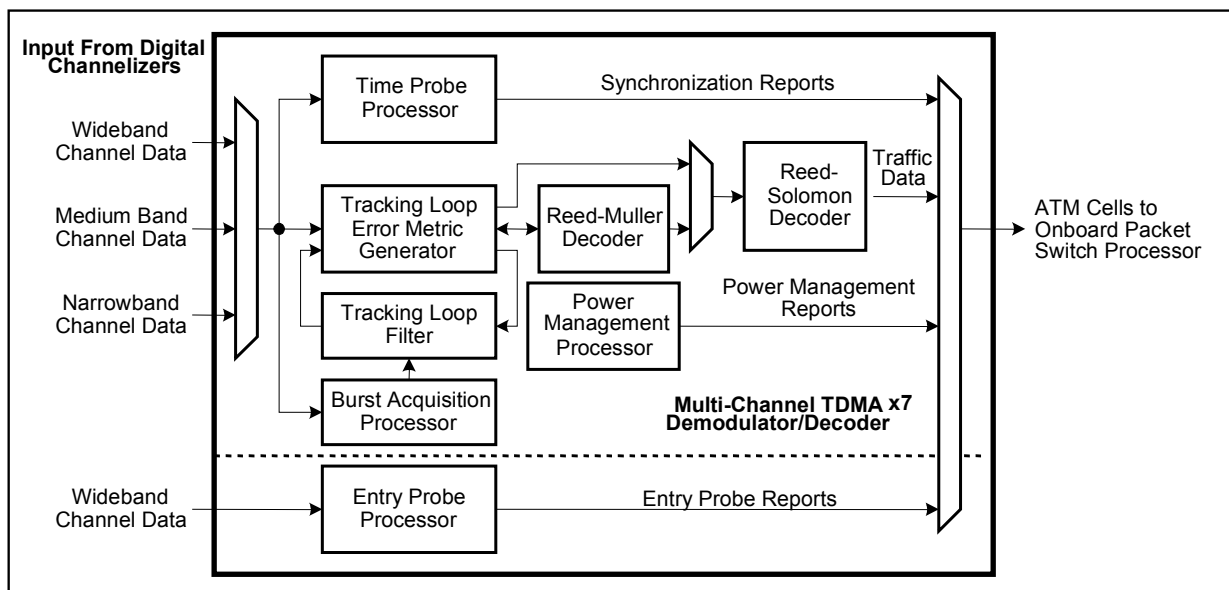 Input From Digital
Channelizers
Wideband
Channel Data
Medium Band
Channel Data
Narrowband
Channel Data
Wideband
Channel Data
Time Probe
Processor
Synchronization Reports
Tracking Loop
Error Metric
Generator
Reed-Muller
Decoder
Reed-
Solomon
Decoder
Traffic
Data
Tracking Loop
Filter
Power
Management
Processor
Power Management
Reports
Burst Acquisition
Processor
Multi-Channel TDMA x7
Demodulator/Decoder
Entry Probe
Processor
Entry Probe Reports
ATM Cells to
Onboard Packet
Switch Processor